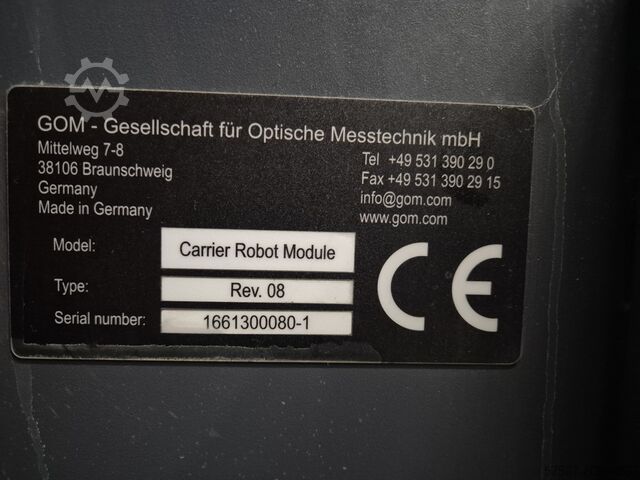 GOM - Gesellschaft für Optische Messtechnik mbH
Mittelweg 7-8
38106 Braunschweig
Germany
Made in Germany
Tel +49 531 390 29 0
Fax +49 531 390 29 15
info@gom.com
www.gom.com
Model: Carrier Robot Module
Type: Rev. 08
Serial number: 1661300080-1
CE